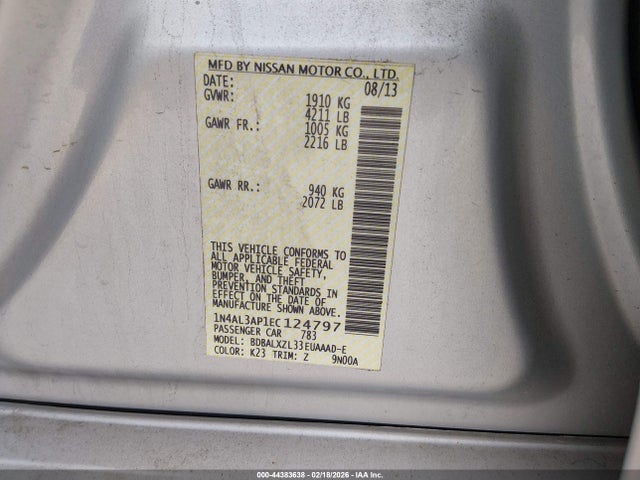 MFD BY NISSAN MOTOR CO., LTD.
DATE: 08/13
GVWR: 1910 KG
4211 LB
GAWR FR.: 1005 KG
2216 LB
GAWR RR.: 940 KG
2072 LB
THIS VEHICLE CONFORMS TO
ALL APPLICABLE FEDERAL
MOTOR VEHICLE SAFETY,
BUMPER, AND THEFT
PREVENTION STANDARDS IN
EFFECT ON THE DATE OF
MANUFACTURE SHOWN ABOVE.
1N4AL3AP1EC124797
PASSENGER CAR 783
MODEL: BDBALXZL33EUAAAD-E
COLOR: K23 TRIM: Z 9N00A
000-44383638 - 02/18/2026 - IAA Inc.